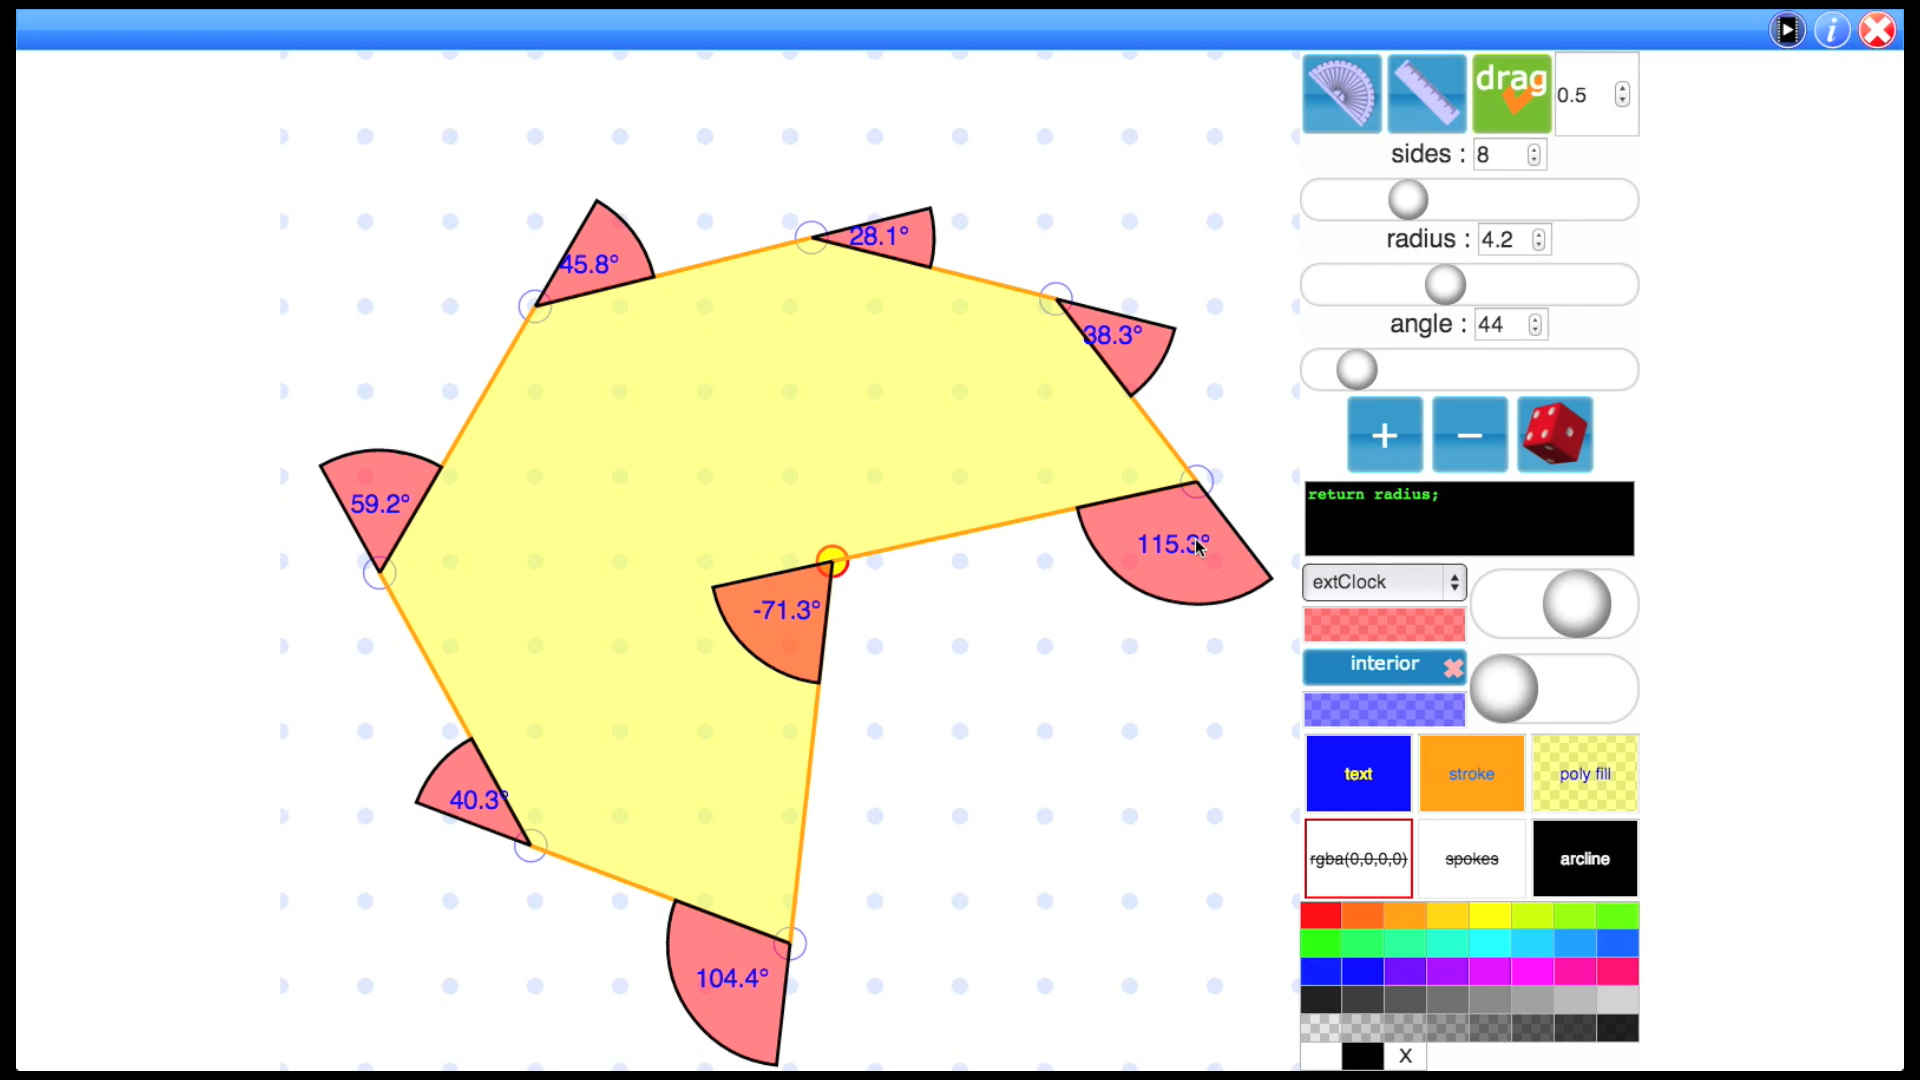 drag
0.5
sides : 8
radius : 4.2
angle : 44
+
−
return radius;
extClock
interior
text
stroke
poly fill
rgba(0,0,0,0)
spokes
arcline
X
45.8°
28.1°
38.3°
59.2°
115.3°
-71.3°
40.3°
104.4°
i